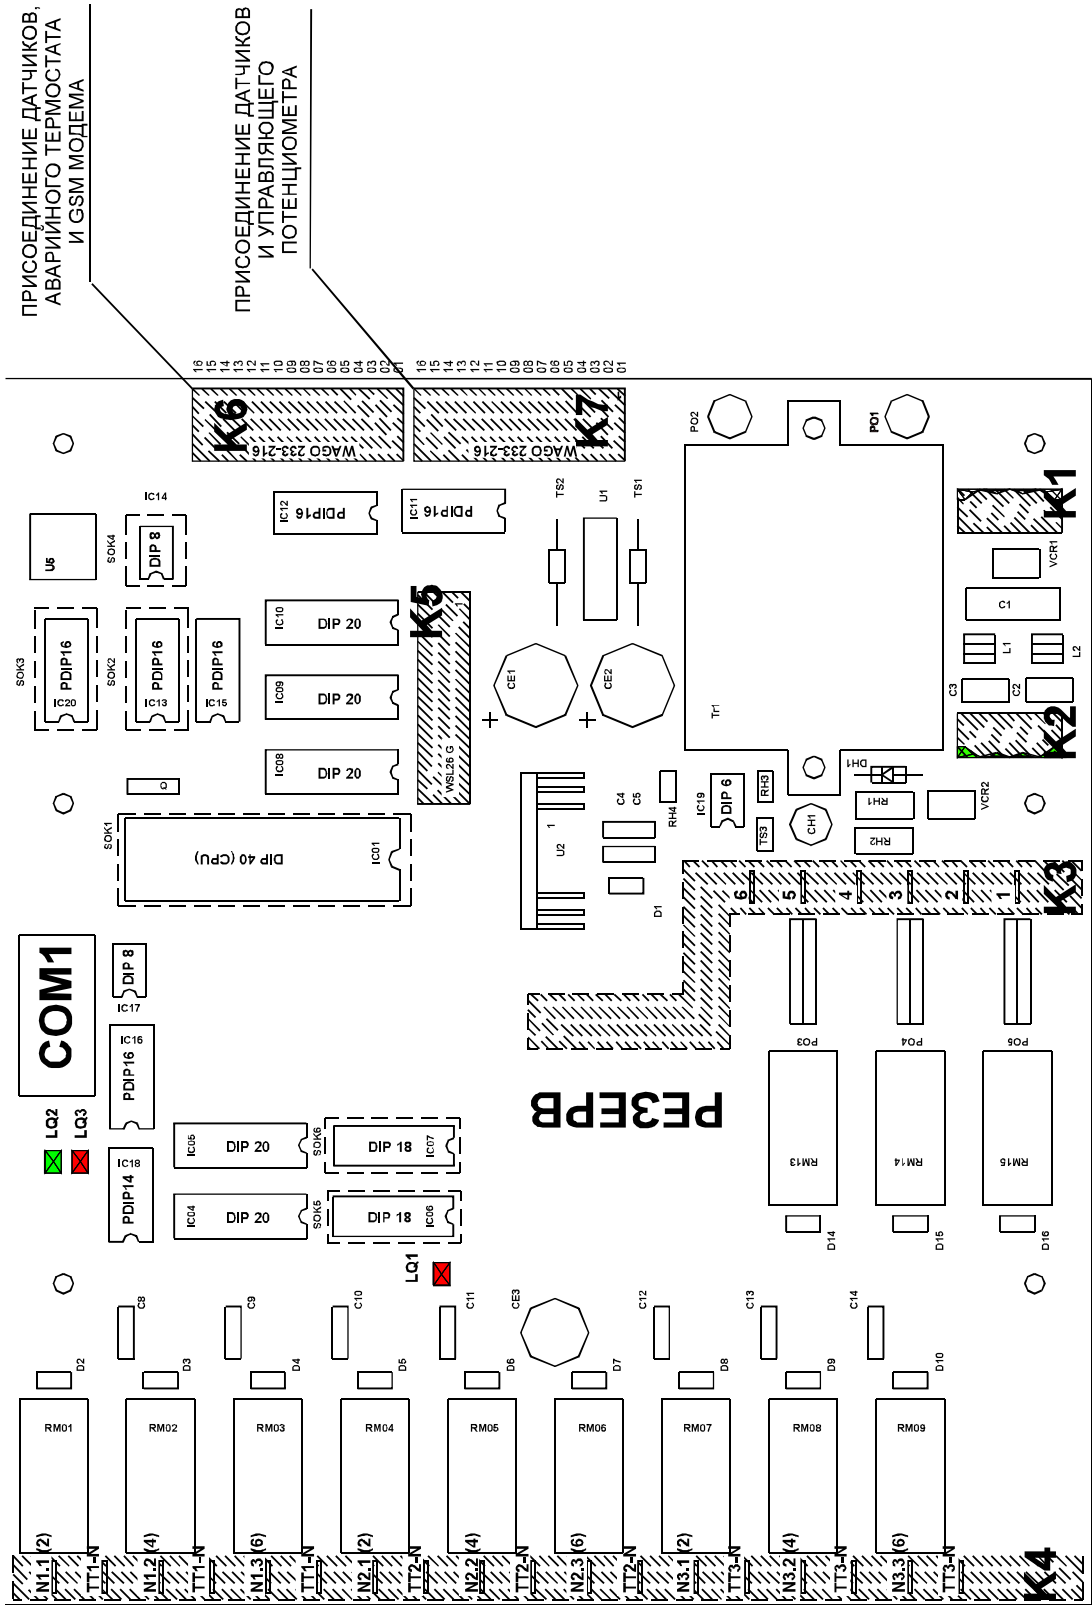 ПРИСОЕДИНЕНИЕ ДАТЧИКОВ,
АВАРИЙНОГО ТЕРМОСТАТА
И GSM МОДЕМА
ПРИСОЕДИНЕНИЕ ДАТЧИКОВ
И УПРАВЛЯЮЩЕГО
ПОТЕНЦИОМЕТРА
16
15
14
13
12
11
10
09
08
07
06
05
04
03
02
01
16
15
14
13
12
11
10
09
08
07
06
05
04
03
02
01
K6
WAGO 233-216
K7
WAGO 233-216
PO2
PO1
IC14
U5
SOK4
DIP 8
IC12
PDIP16
IC11
PDIP16
TS2
U1
TS1
K1
VCR1
C1
L1
L2
C3
C2
K2
SOK3
PDIP16
IC20
SOK2
PDIP16
IC13
PDIP16
IC15
IC10
DIP 20
IC09
DIP 20
IC08
DIP 20
K5
WSL26 G
CE1
+
CE2
+
Tr1
Q
SOK1
DIP 40 (CPU)
IC01
1
U2
C4
C5
RH4
D1
IC19
DIP 6
RH3
TS3
CH1
DH1
RH1
RH2
VCR2
K3
6
5
4
3
2
1
COM1
DIP 8
IC17
LQ2
LQ3
IC16
PDIP16
IC18
PDIP14
IC05
DIP 20
IC04
DIP 20
SOK6
DIP 18
IC07
SOK5
DIP 18
IC06
LQ1
РЕЗЕРВ
PO3
PO4
PO5
RM13
RM14
RM15
D14
D15
D16
C8
C9
C10
C11
CE3
C12
C13
C14
D2
D3
D4
D5
D6
D7
D8
D9
D10
RM01
RM02
RM03
RM04
RM05
RM06
RM07
RM08
RM09
N1.1 (2)
TT1-N
N1.2 (4)
TT1-N
N1.3 (6)
TT1-N
N2.1 (2)
TT2-N
N2.2 (4)
TT2-N
N2.3 (6)
TT2-N
N3.1 (2)
TT3-N
N3.2 (4)
TT3-N
N3.3 (6)
TT3-N
K4